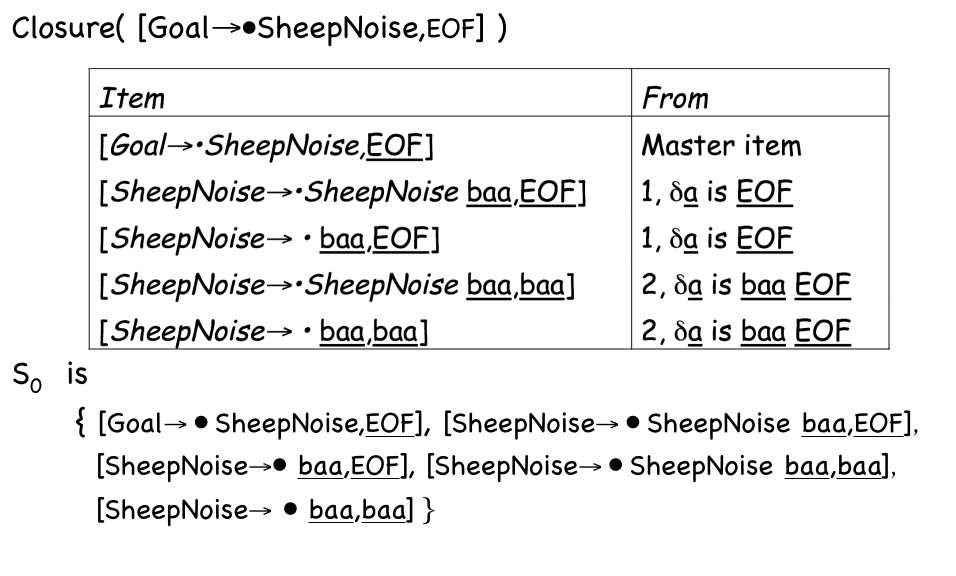 Closure( [Goal→•SheepNoise,EOF] )
Item From
[Goal→·SheepNoise,EOF] Master item
[SheepNoise→·SheepNoise baa,EOF] 1, δa is EOF
[SheepNoise→ · baa,EOF] 1, δa is EOF
[SheepNoise→·SheepNoise baa,baa] 2, δa is baa EOF
[SheepNoise→ · baa,baa] 2, δa is baa EOF
S0 is
{ [Goal→ • SheepNoise,EOF], [SheepNoise→ • SheepNoise baa,EOF],
[SheepNoise→• baa,EOF], [SheepNoise→ • SheepNoise baa,baa],
[SheepNoise→ • baa,baa] }